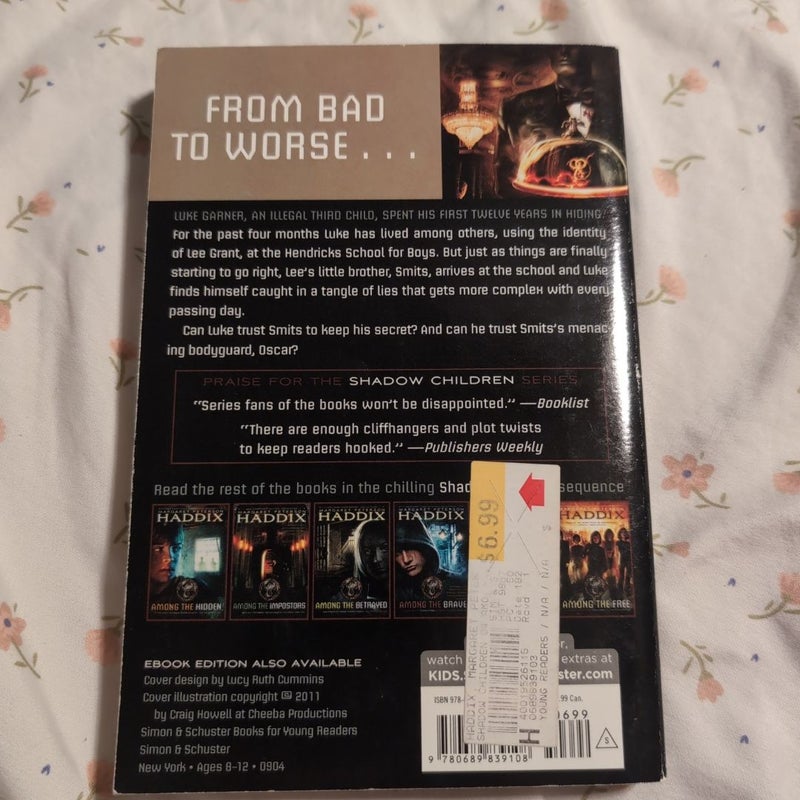 FROM BAD
TO WORSE . . .
LUKE GARNER, AN ILLEGAL THIRD CHILD, SPENT HIS FIRST TWELVE YEARS IN HIDING.
For the past four months Luke has lived among others, using the identity
of Lee Grant, at the Hendricks School for Boys. But just as things are finally
starting to go right, Lee's little brother, Smits, arrives at the school and Luke
finds himself caught in a tangle of lies that gets more complex with every
passing day.
Can Luke trust Smits to keep his secret? And can he trust Smits's menac-
ing bodyguard, Oscar?
PRAISE FOR THE SHADOW CHILDREN SERIES
"Series fans of the books won't be disappointed." —Booklist
"There are enough cliffhangers and plot twists
to keep readers hooked." —Publishers Weekly
Read the rest of the books in the chilling Shad sequence
HADDIX HADDIX HADDIX HADDIX HADDIX
AMONG THE HIDDEN AMONG THE IMPOSTORS AMONG THE BETRAYED AMONG THE BRAVE AMONG THE FREE
$6.99
HADDIX, MARGARET
SHADOW CHILDREN 04
YOUNG READERS / N/A / N/A
EBOOK EDITION ALSO AVAILABLE
Cover design by Lucy Ruth Cummins
Cover illustration copyright © 2011
by Craig Howell at Cheeba Productions
Simon & Schuster Books for Young Readers
Simon & Schuster
New York • Ages 8–12 • 0904
watch extras at
KIDS.S ster.com
ISBN 978- .99 Can.
0699
S
9 780689 839108